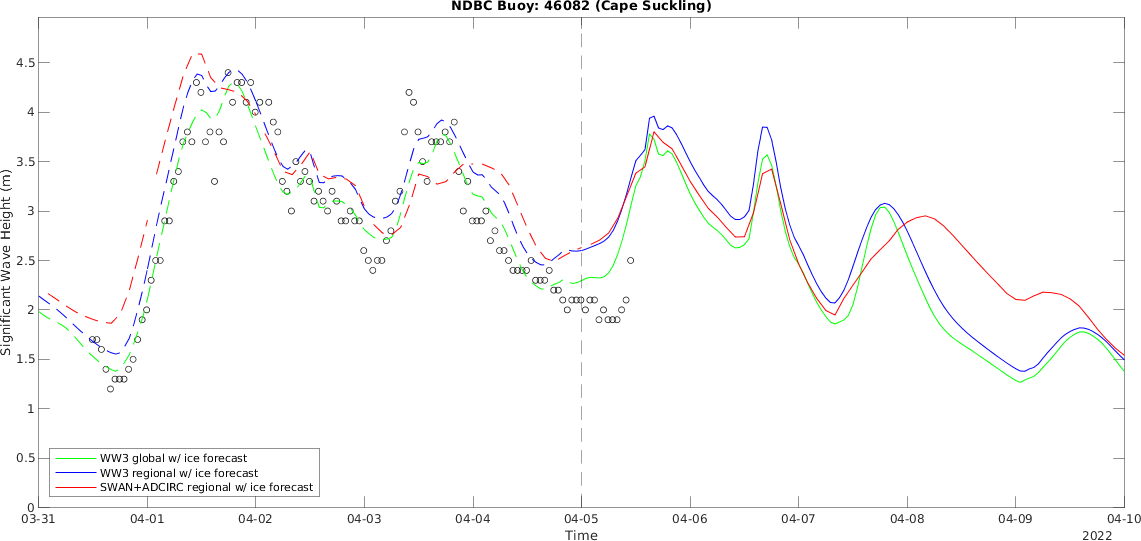 NDBC Buoy: 46082 (Cape Suckling)
4.5
4
3.5
3
2.5
2
1.5
1
0.5
0
Significant Wave Height (m)
WW3 global w/ ice forecast
WW3 regional w/ ice forecast
SWAN+ADCIRC regional w/ ice forecast
03-31 04-01 04-02 04-03 04-04 04-05 04-06 04-07 04-08 04-09 04-10
Time
2022